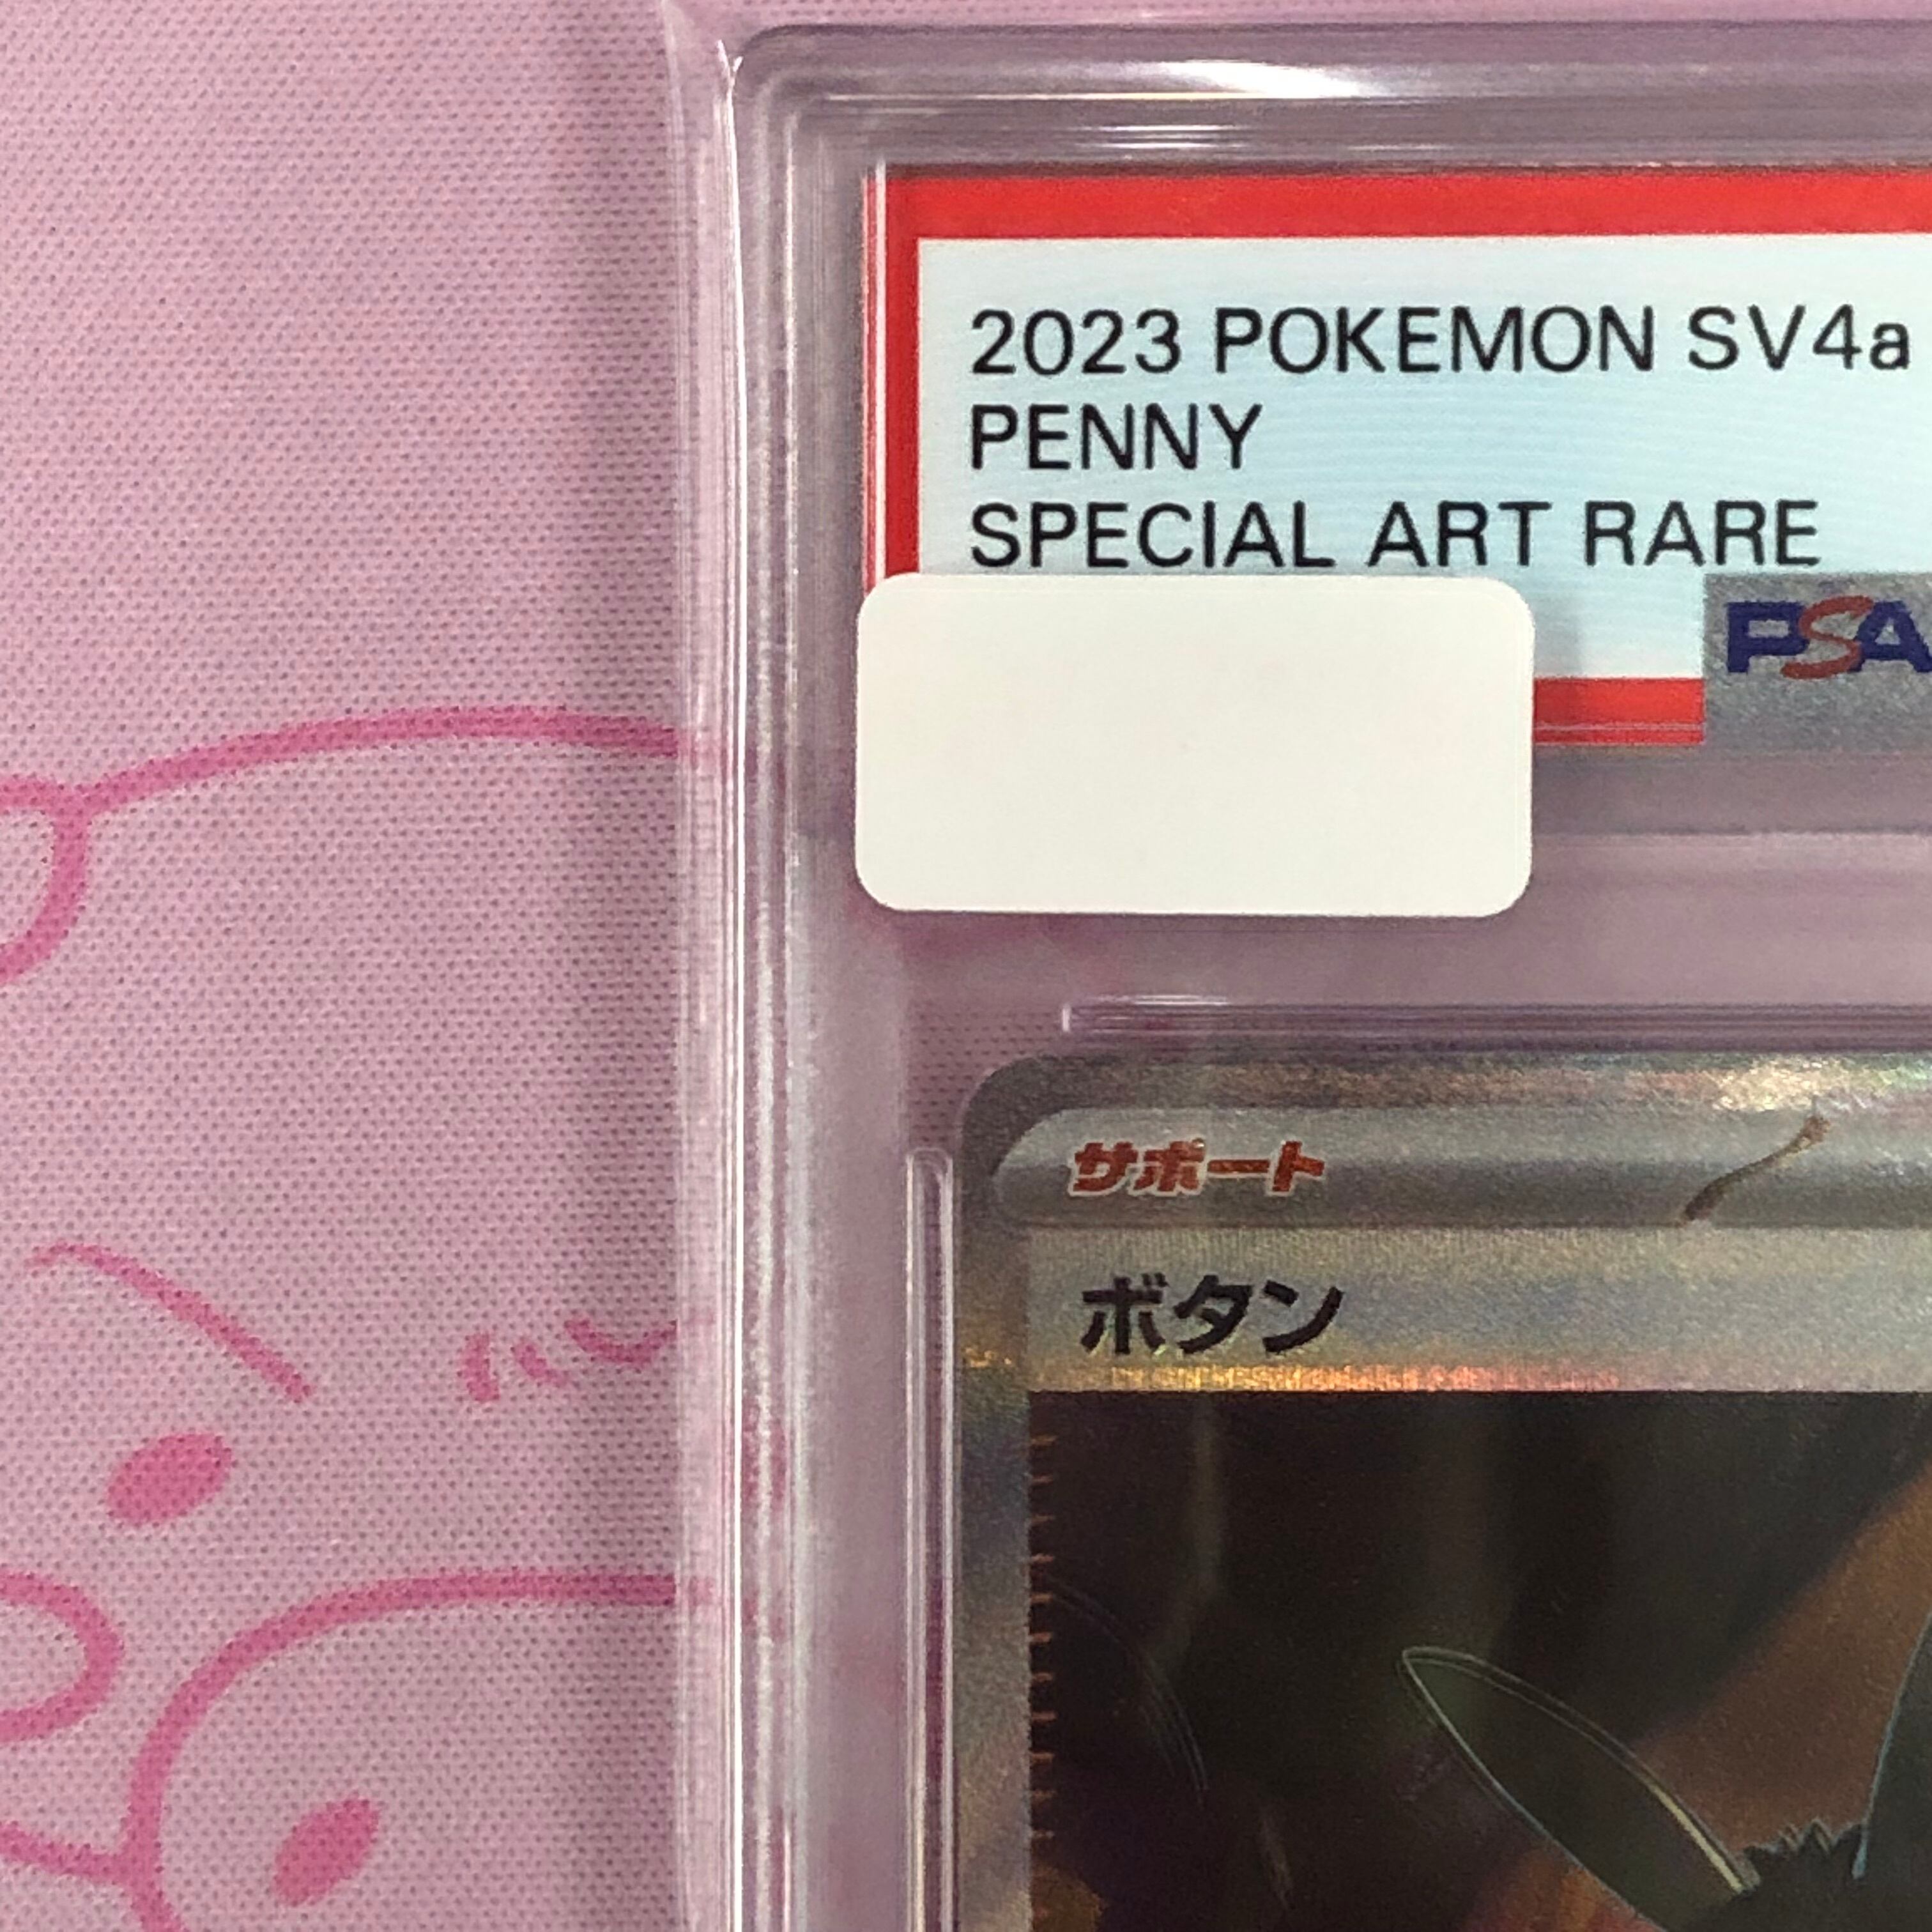 2023 POKEMON SV4a
PENNY
SPECIAL ART RARE
PSA
サポート
ボタン